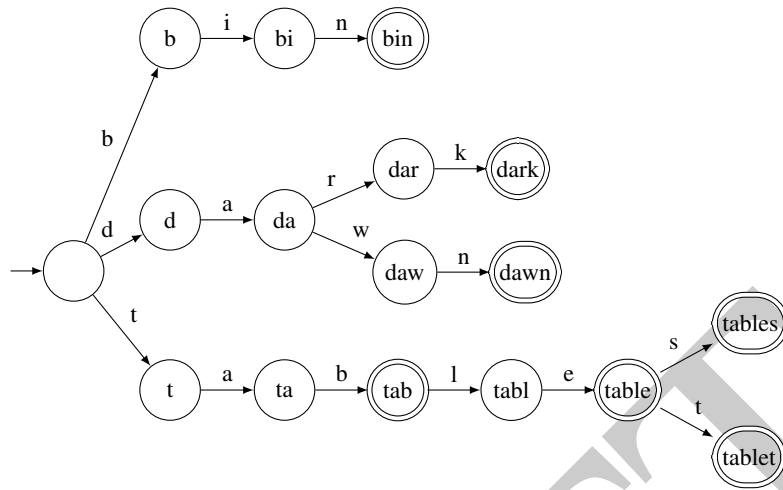 b i bi n bin
b
r dar k dark
d d a da
w daw n dawn
t
s tables
t a ta b tab l tabl e table
t tablet